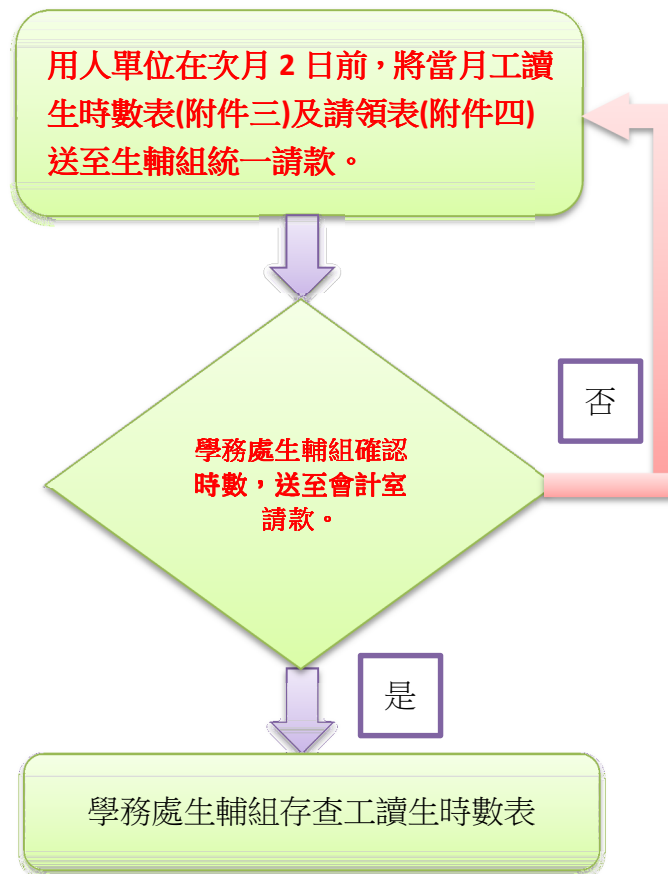 用人單位在次月 2 日前，將當月工讀
生時數表(附件三)及請領表(附件四)
送至生輔組統一請款。
否
學務處生輔組確認
時數，送至會計室
請款。
是
學務處生輔組存查工讀生時數表